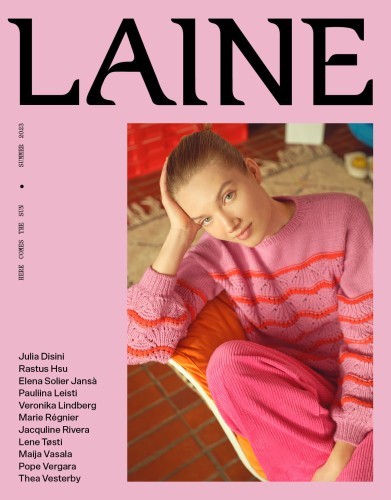 LAINE
HERE COMES THE SUN • SUMMER 2023
Julia Disini
Rastus Hsu
Elena Solier Jansà
Pauliina Leisti
Veronika Lindberg
Marie Régnier
Jacquline Rivera
Lene Tøsti
Maija Vasala
Pope Vergara
Thea Vesterby